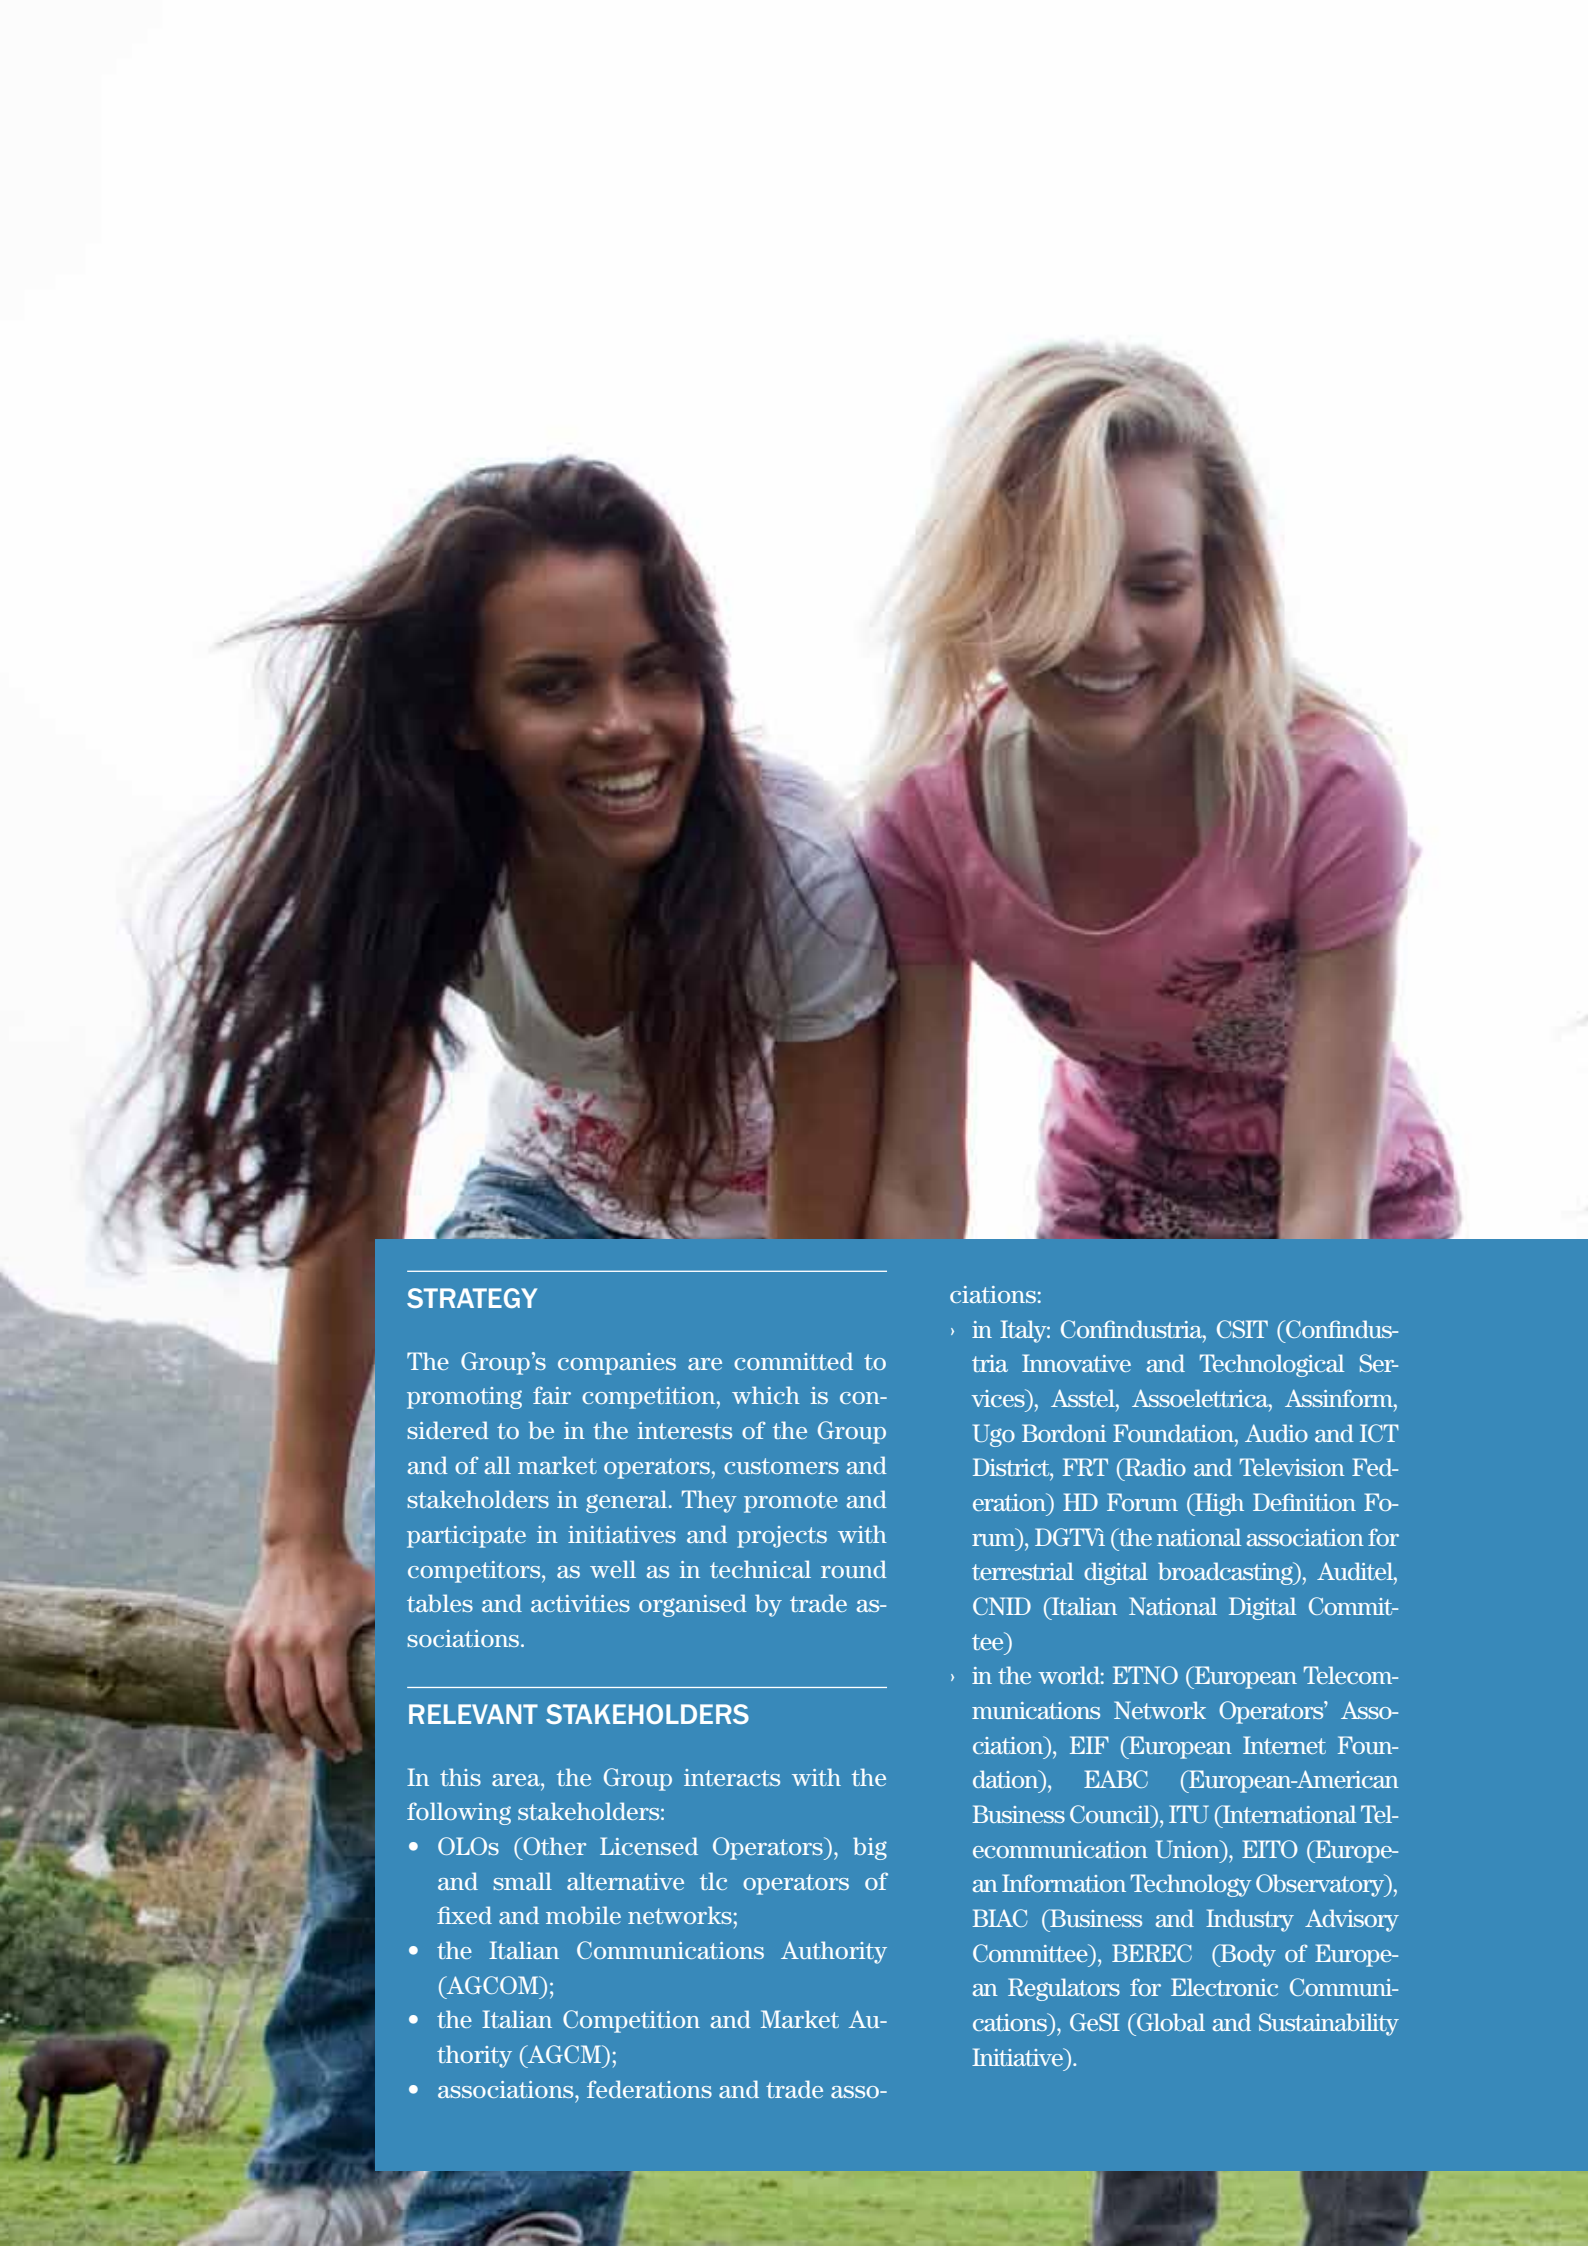 STRATEGY
The Group's companies are committed to
promoting fair competition, which is con-
sidered to be in the interests of the Group
and of all market operators, customers and
stakeholders in general. They promote and
participate in initiatives and projects with
competitors, as well as in technical round
tables and activities organised by trade as-
sociations.
RELEVANT STAKEHOLDERS
In this area, the Group interacts with the
following stakeholders:
• OLOs (Other Licensed Operators), big
and small alternative tlc operators of
fixed and mobile networks;
• the Italian Communications Authority
(AGCOM);
• the Italian Competition and Market Au-
thority (AGCM);
• associations, federations and trade asso-
ciations:
› in Italy: Confindustria, CSIT (Confindus-
tria Innovative and Technological Ser-
vices), Asstel, Assoelettrica, Assinform,
Ugo Bordoni Foundation, Audio and ICT
District, FRT (Radio and Television Fed-
eration) HD Forum (High Definition Fo-
rum), DGTVì (the national association for
terrestrial digital broadcasting), Auditel,
CNID (Italian National Digital Commit-
tee)
› in the world: ETNO (European Telecom-
munications Network Operators' Asso-
ciation), EIF (European Internet Foun-
dation), EABC (European-American
Business Council), ITU (International Tel-
ecommunication Union), EITO (Europe-
an Information Technology Observatory),
BIAC (Business and Industry Advisory
Committee), BEREC (Body of Europe-
an Regulators for Electronic Communi-
cations), GeSI (Global and Sustainability
Initiative).